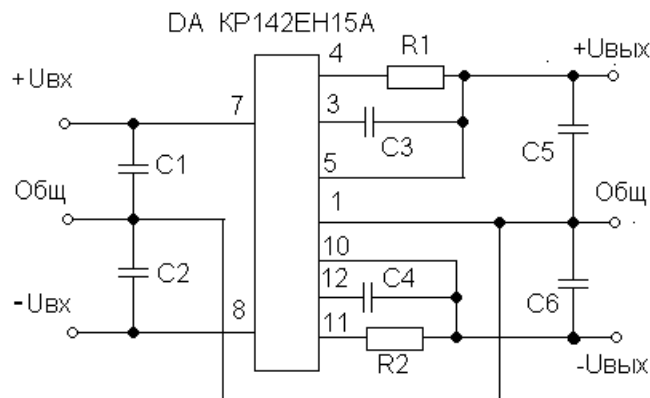 DA КР142ЕН15А
4
R1
+Uвых
+Uвх
7
3
C3
C1
C5
5
Общ
1
Общ
10
C2
12
C4
C6
-Uвх
8
11
R2
-Uвых